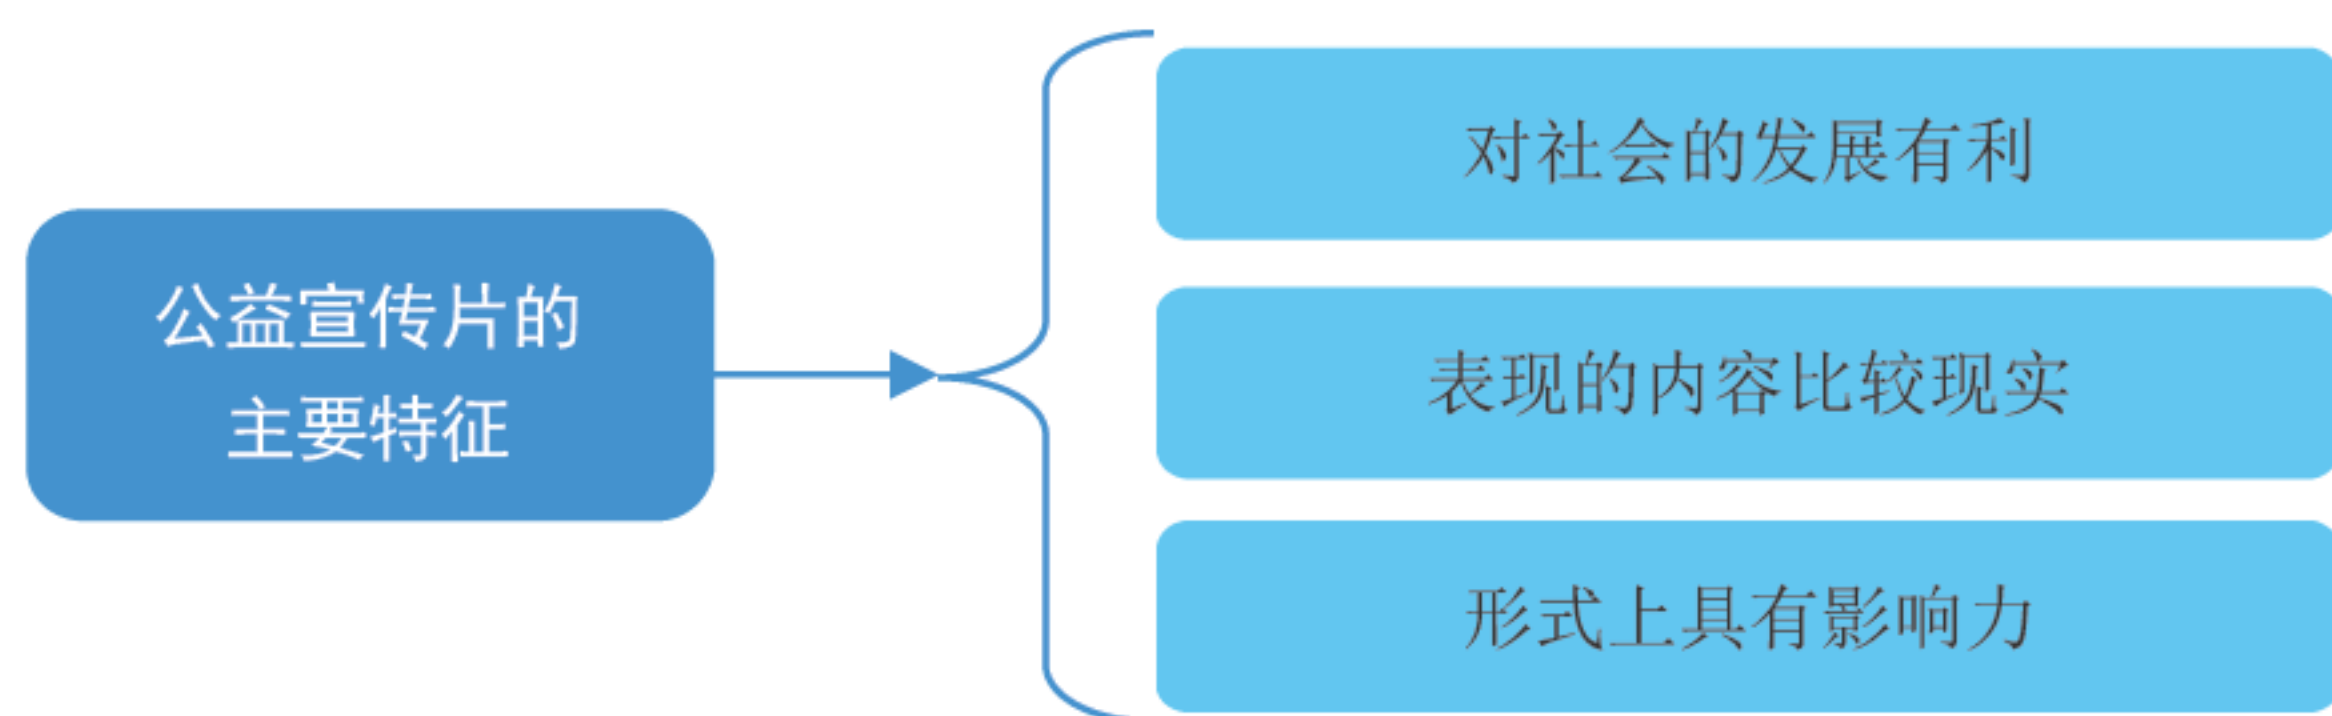 公益宣传片的
主要特征
对社会的发展有利
表现的内容比较现实
形式上具有影响力